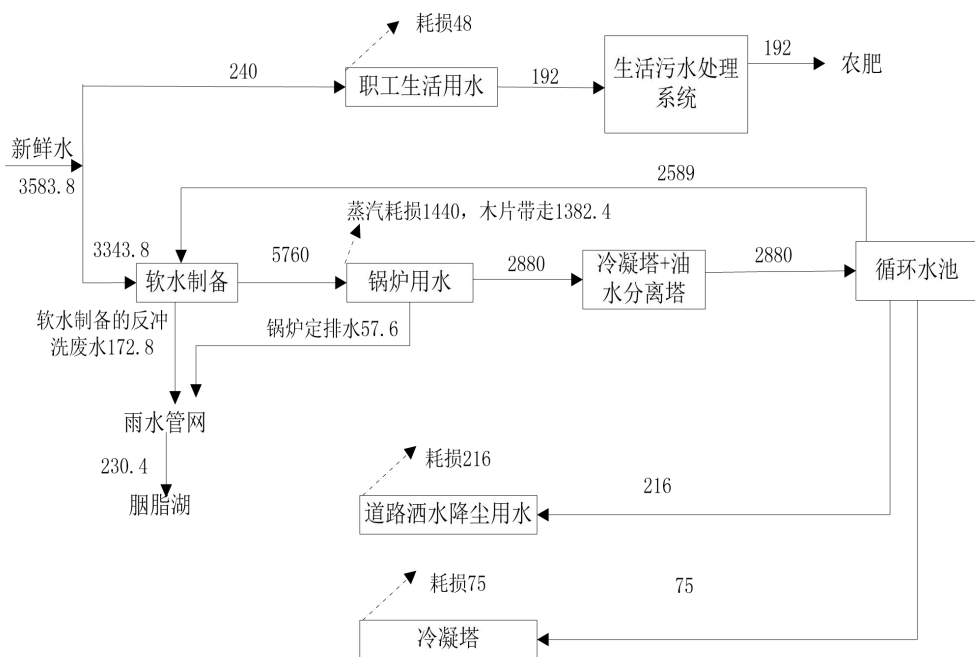 耗损48
240
职工生活用水
192
生活污水处理
系统
192
农肥
新鲜水
3583.8
2589
蒸汽耗损1440，木片带走1382.4
3343.8
软水制备
5760
锅炉用水
2880
冷凝塔+油
水分离塔
2880
循环水池
软水制备的反冲
洗废水172.8
锅炉定排水57.6
雨水管网
230.4
胭脂湖
耗损216
216
道路洒水降尘用水
耗损75
75
冷凝塔